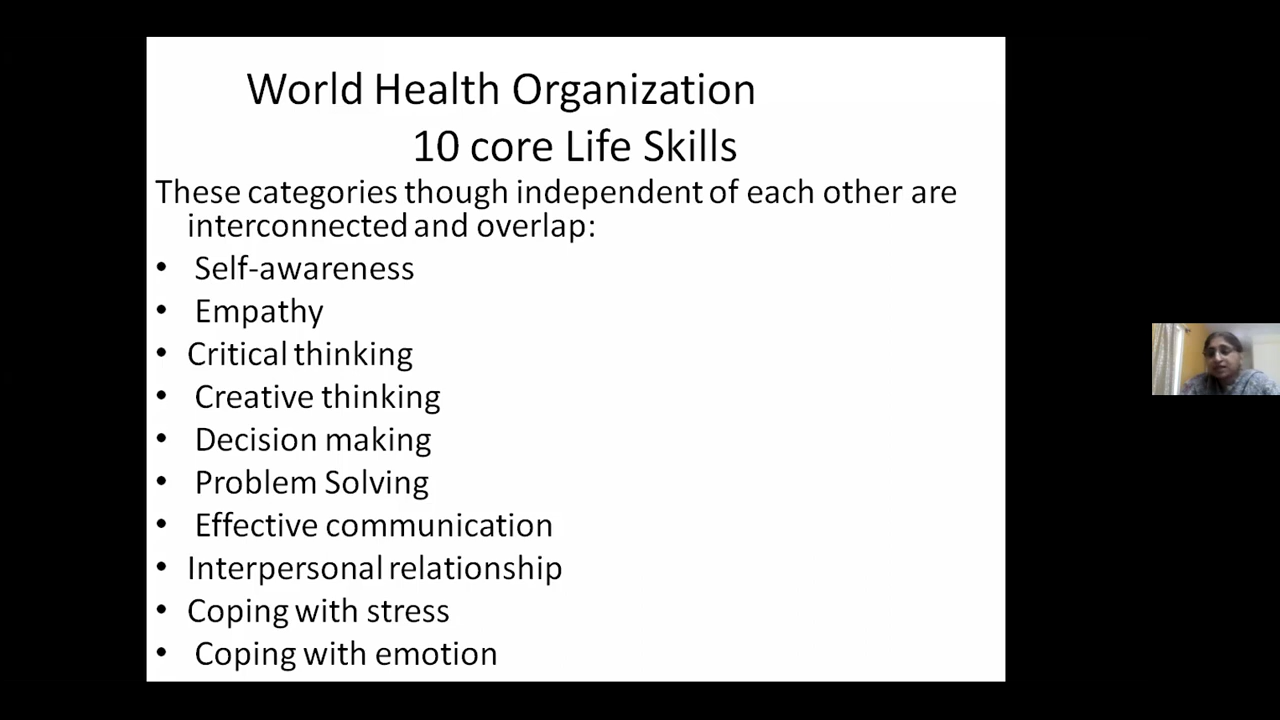 World Health Organization
10 core Life Skills
These categories though independent of each other are
interconnected and overlap:
• Self-awareness
• Empathy
• Critical thinking
• Creative thinking
• Decision making
• Problem Solving
• Effective communication
• Interpersonal relationship
• Coping with stress
• Coping with emotion